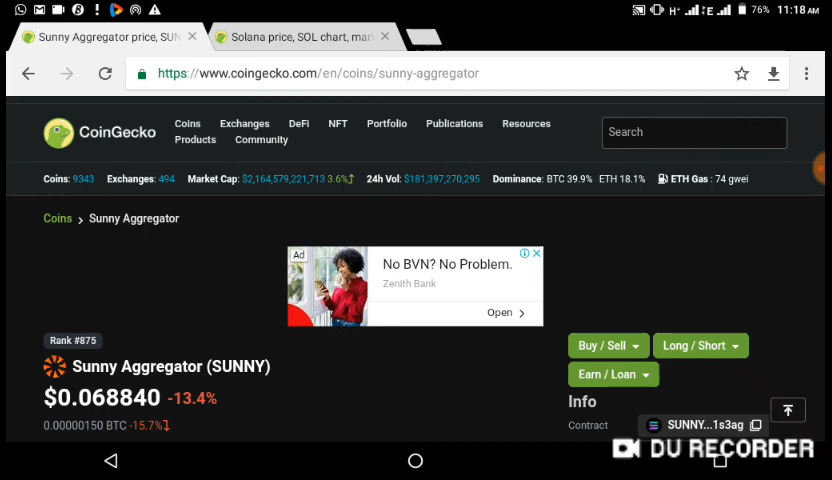 H+ E 76% 11:18 AM
Sunny Aggregator price, SUN
Solana price, SOL chart, mar
https://www.coingecko.com/en/coins/sunny-aggregator
CoinGecko
Coins Exchanges DeFi NFT Portfolio Publications Resources
Products Community
Search
Coins: 9343 Exchanges: 494 Market Cap: $2,164,579,221,713 3.6% 24h Vol: $181,397,270,295 Dominance: BTC 39.9% ETH 18.1% ETH Gas: 74 gwei
Coins > Sunny Aggregator
Ad
No BVN? No Problem.
Zenith Bank
Open >
Rank #875
Sunny Aggregator (SUNNY)
$0.068840 -13.4%
0.00000150 BTC -15.7%
Buy / Sell Long / Short
Earn / Loan
Info
Contract SUNNY...1s3ag
DU RECORDER